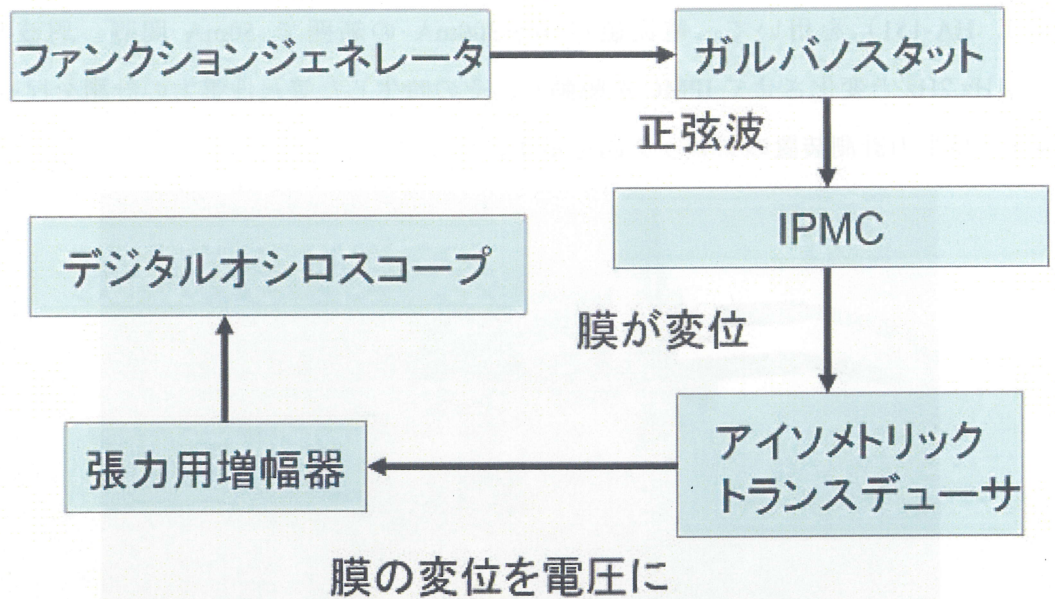 ファンクションジェネレータ
ガルバノスタット
正弦波
IPMC
デジタルオシロスコープ
膜が変位
アイソメトリック
トランスデューサ
張力用増幅器
膜の変位を電圧に